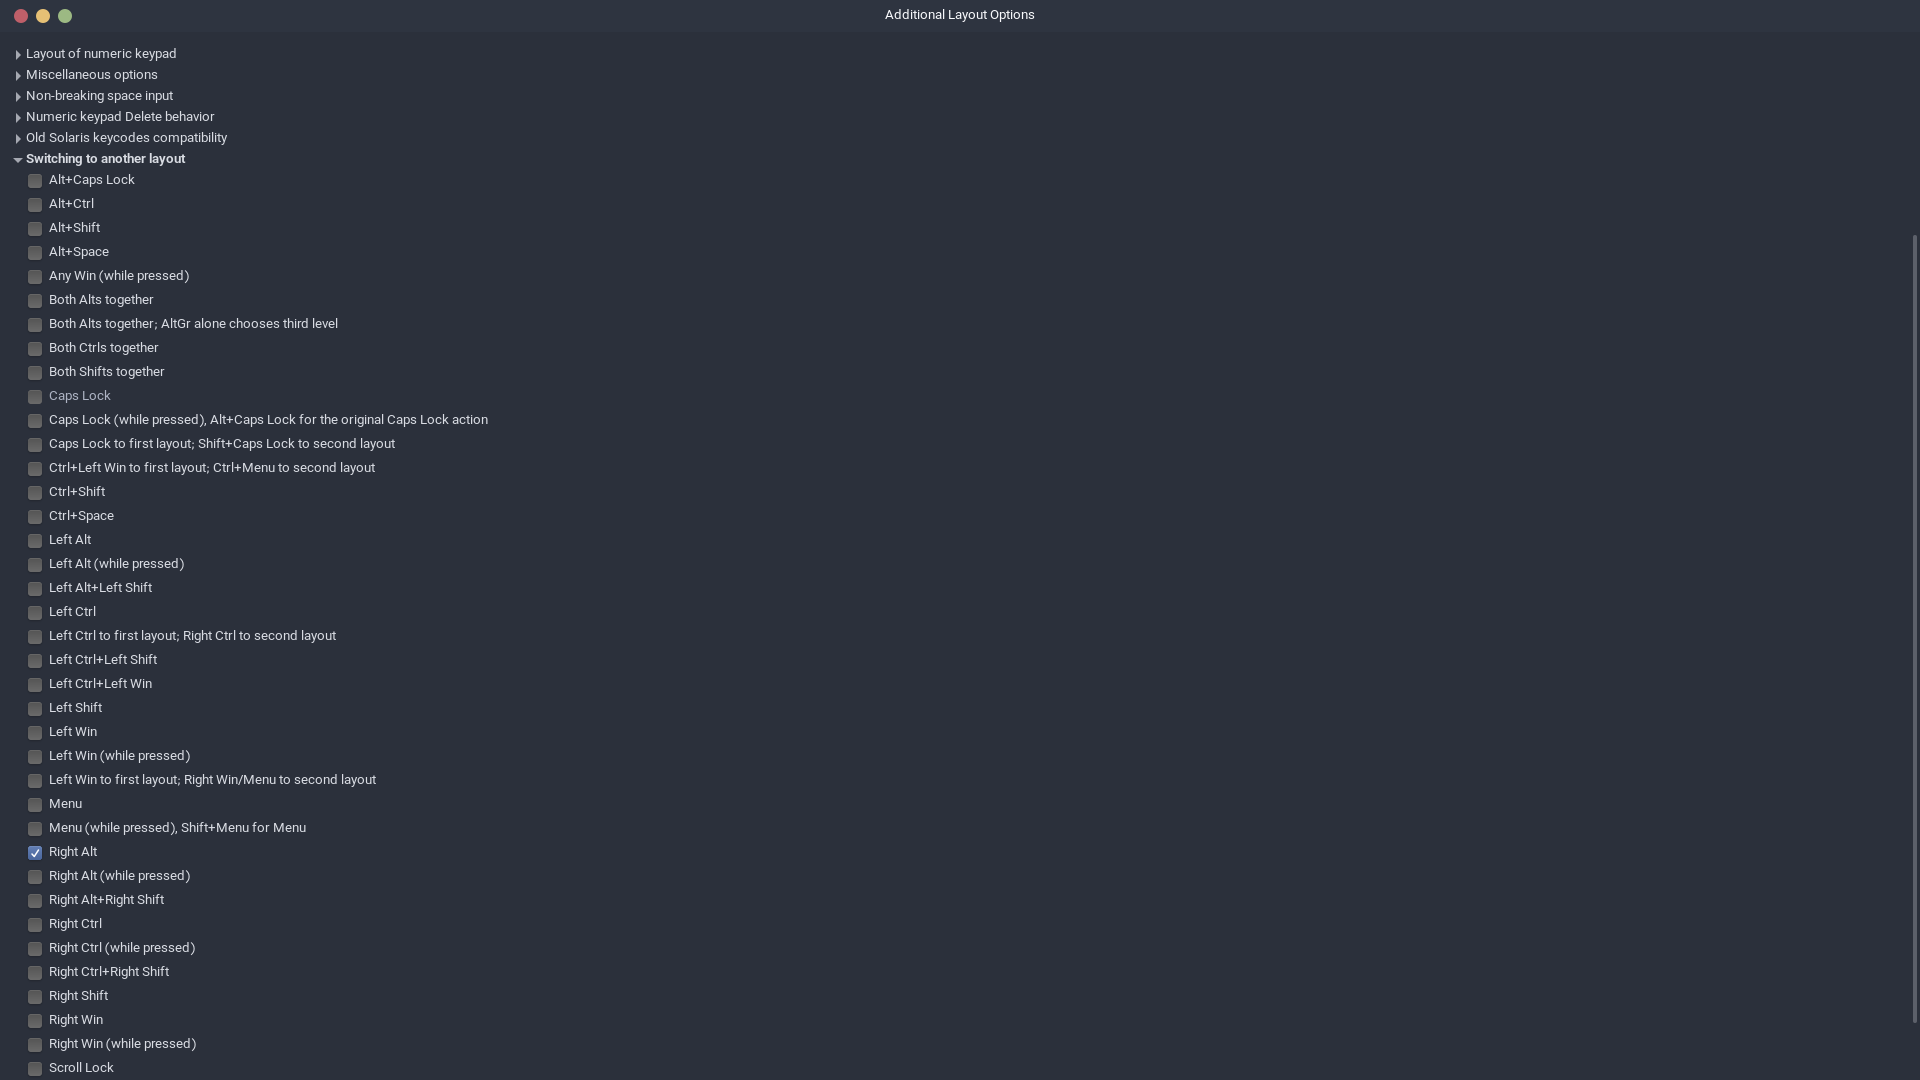 Additional Layout Options
Layout of numeric keypad
Miscellaneous options
Non-breaking space input
Numeric keypad Delete behavior
Old Solaris keycodes compatibility
Switching to another layout
Alt+Caps Lock
Alt+Ctrl
Alt+Shift
Alt+Space
Any Win (while pressed)
Both Alts together
Both Alts together; AltGr alone chooses third level
Both Ctrls together
Both Shifts together
Caps Lock
Caps Lock (while pressed), Alt+Caps Lock for the original Caps Lock action
Caps Lock to first layout; Shift+Caps Lock to second layout
Ctrl+Left Win to first layout; Ctrl+Menu to second layout
Ctrl+Shift
Ctrl+Space
Left Alt
Left Alt (while pressed)
Left Alt+Left Shift
Left Ctrl
Left Ctrl to first layout; Right Ctrl to second layout
Left Ctrl+Left Shift
Left Ctrl+Left Win
Left Shift
Left Win
Left Win (while pressed)
Left Win to first layout; Right Win/Menu to second layout
Menu
Menu (while pressed), Shift+Menu for Menu
Right Alt
Right Alt (while pressed)
Right Alt+Right Shift
Right Ctrl
Right Ctrl (while pressed)
Right Ctrl+Right Shift
Right Shift
Right Win
Right Win (while pressed)
Scroll Lock